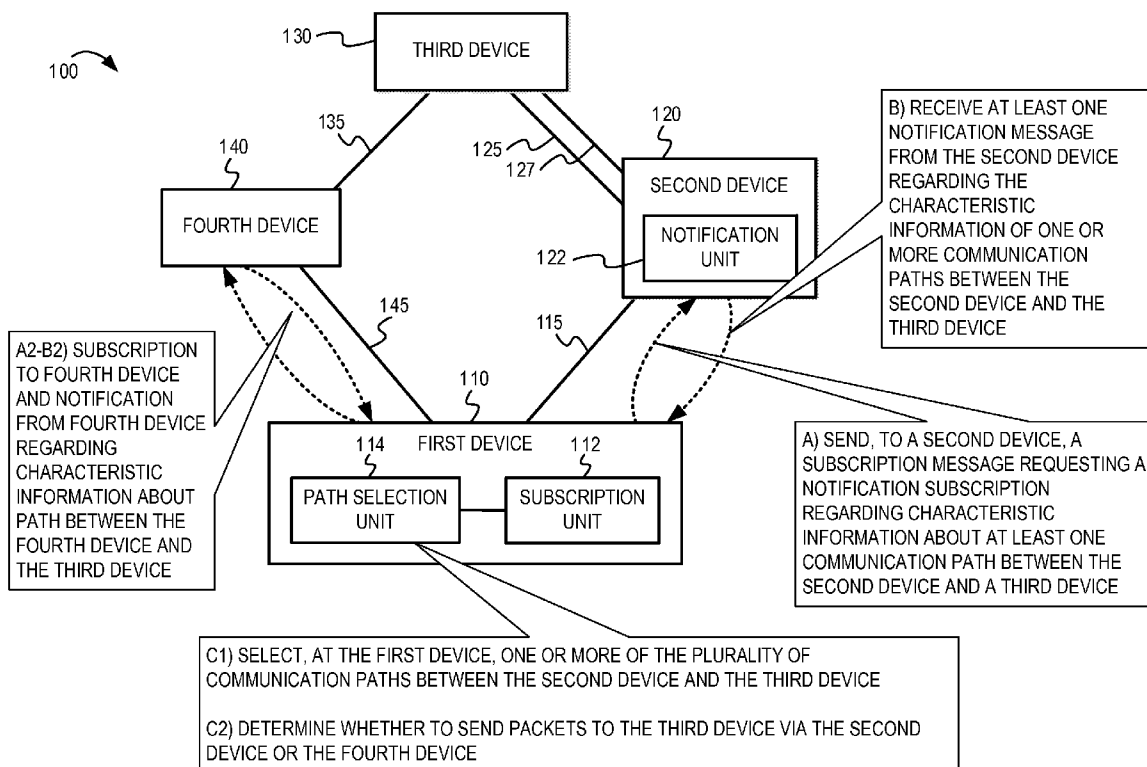 100
130
THIRD DEVICE
135
125
127
140
FOURTH DEVICE
120
SECOND DEVICE
122
NOTIFICATION
UNIT
B) RECEIVE AT LEAST ONE
NOTIFICATION MESSAGE
FROM THE SECOND DEVICE
REGARDING THE
CHARACTERISTIC
INFORMATION OF ONE OR
MORE COMMUNICATION
PATHS BETWEEN THE
SECOND DEVICE AND THE
THIRD DEVICE
145
115
A2-B2) SUBSCRIPTION
TO FOURTH DEVICE
AND NOTIFICATION
FROM FOURTH DEVICE
REGARDING
CHARACTERISTIC
INFORMATION ABOUT
PATH BETWEEN THE
FOURTH DEVICE AND
THE THIRD DEVICE
110
FIRST DEVICE
114
PATH SELECTION
UNIT
112
SUBSCRIPTION
UNIT
A) SEND, TO A SECOND DEVICE, A
SUBSCRIPTION MESSAGE REQUESTING A
NOTIFICATION SUBSCRIPTION
REGARDING CHARACTERISTIC
INFORMATION ABOUT AT LEAST ONE
COMMUNICATION PATH BETWEEN THE
SECOND DEVICE AND A THIRD DEVICE
C1) SELECT, AT THE FIRST DEVICE, ONE OR MORE OF THE PLURALITY OF
COMMUNICATION PATHS BETWEEN THE SECOND DEVICE AND THE THIRD DEVICE
C2) DETERMINE WHETHER TO SEND PACKETS TO THE THIRD DEVICE VIA THE SECOND
DEVICE OR THE FOURTH DEVICE